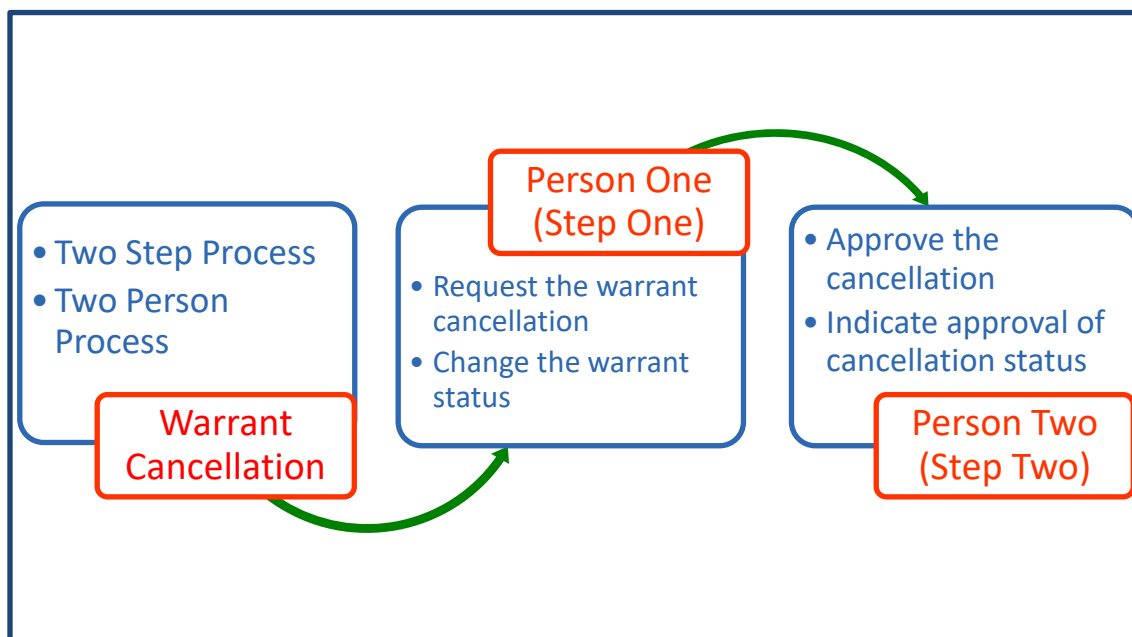 • Two Step Process
• Two Person
Process
Warrant
Cancellation
Person One
(Step One)
• Request the warrant
cancellation
• Change the warrant
status
• Approve the
cancellation
• Indicate approval of
cancellation status
Person Two
(Step Two)